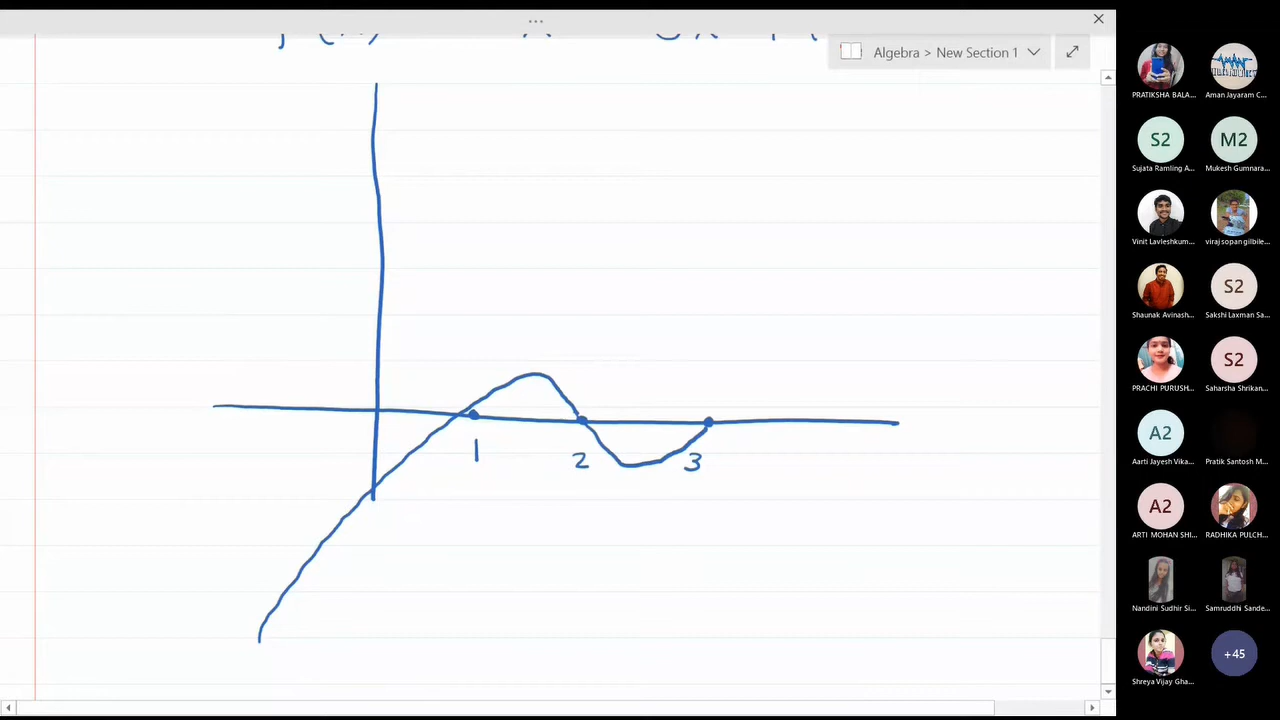 Algebra > New Section 1
1
2
3
PRATIKSHA BALA...
Aman Jayaram C...
S2
M2
Sujata Ramling A...
Mukesh Gumnara...
Vinit Lavleshkum...
viraj sopan gilbile...
S2
Shaunak Avinash...
Sakshi Laxman Sa...
S2
PRACHI PURUSH...
Saharsha Shrikan...
A2
Aarti Jayesh Vika...
Pratik Santosh M...
A2
ARTI MOHAN SHI...
RADHIKA PULCH...
Nandini Sudhir Si...
Samruddhi Sande...
+45
Shreya Vijay Gha...